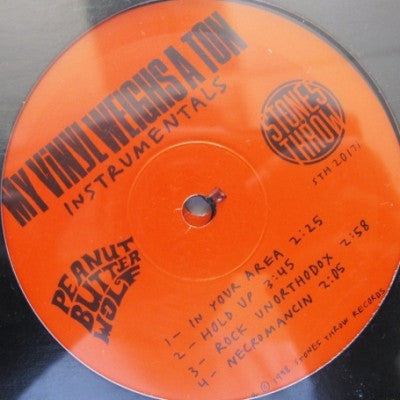 MY VINYL WEIGHS A TON
INSTRUMENTALS
STONES
THROW
STH 2017i
PEANUT
BUTTER
WOLF
1- IN YOUR AREA 2:25
2- HOLD UP 3:45
3- ROCK UNORTHODOX 2:58
4- NECROMANCIN 2:05
© 1998 STONES THROW RECORDS